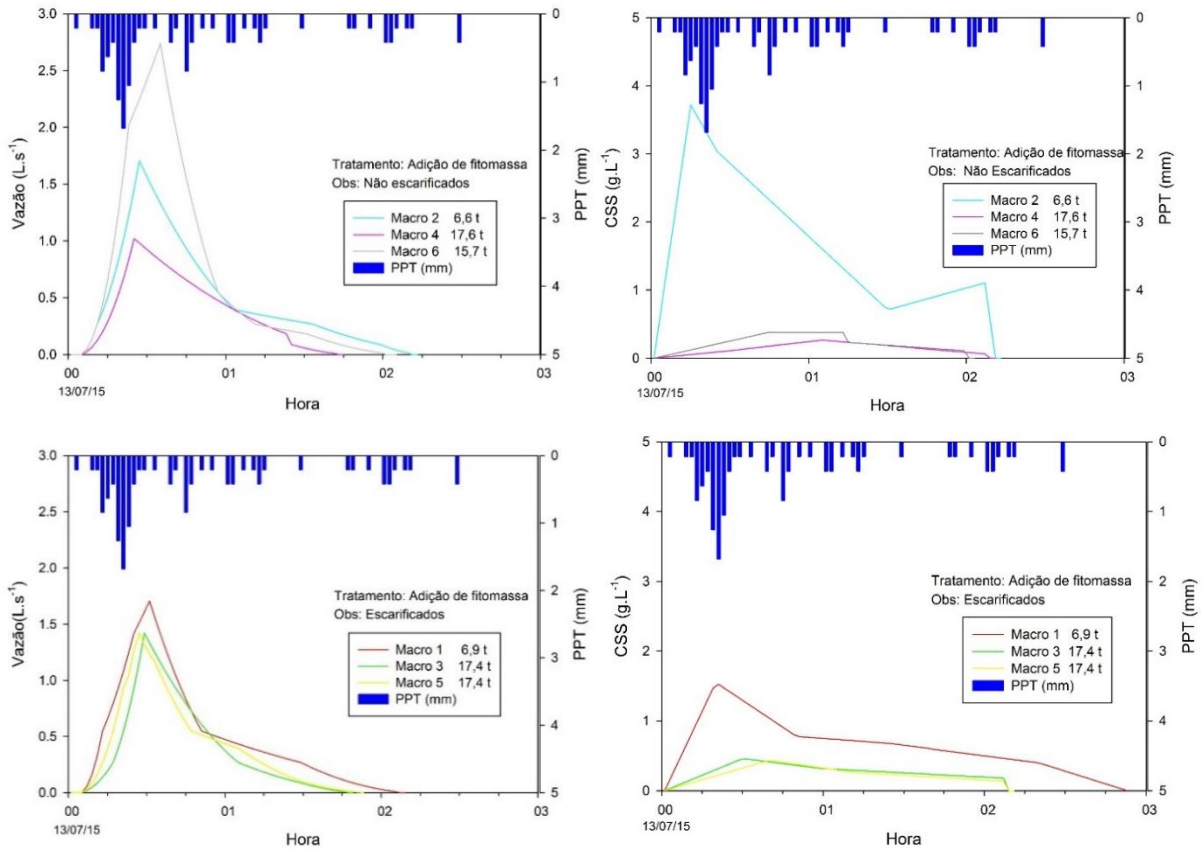 3.0
2.5
2.0
1.5
1.0
0.5
0.0
Vazão (L.s⁻¹)
0
1
2
3
4
5
PPT (mm)
Tratamento: Adição de fitomassa
Obs: Não escarificados
Macro 2 6,6 t
Macro 4 17,6 t
Macro 6 15,7 t
PPT (mm)
00
01
02
03
13/07/15
Hora
5
4
3
2
1
0
CSS (g.L⁻¹)
0
1
2
3
4
5
PPT (mm)
Tratamento: Adição de fitomassa
Obs: Não Escarificados
Macro 2 6,6 t
Macro 4 17,6 t
Macro 6 15,7 t
PPT (mm)
00
01
02
03
13/07/15
Hora
3.0
2.5
2.0
1.5
1.0
0.5
0.0
Vazão(L.s⁻¹)
0
1
2
3
4
5
PPT (mm)
Tratamento: Adição de fitomassa
Obs: Escarificados
Macro 1 6,9 t
Macro 3 17,4 t
Macro 5 17,4 t
PPT (mm)
00
01
02
03
13/07/15
Hora
5
4
3
2
1
0
CSS (g.L⁻¹)
0
1
2
3
4
5
PPT (mm)
Tratamento: Adição de fitomassa
Obs: Escarificados
Macro 1 6,9 t
Macro 3 17,4 t
Macro 5 17,4 t
PPT (mm)
00
01
02
03
13/07/15
Hora